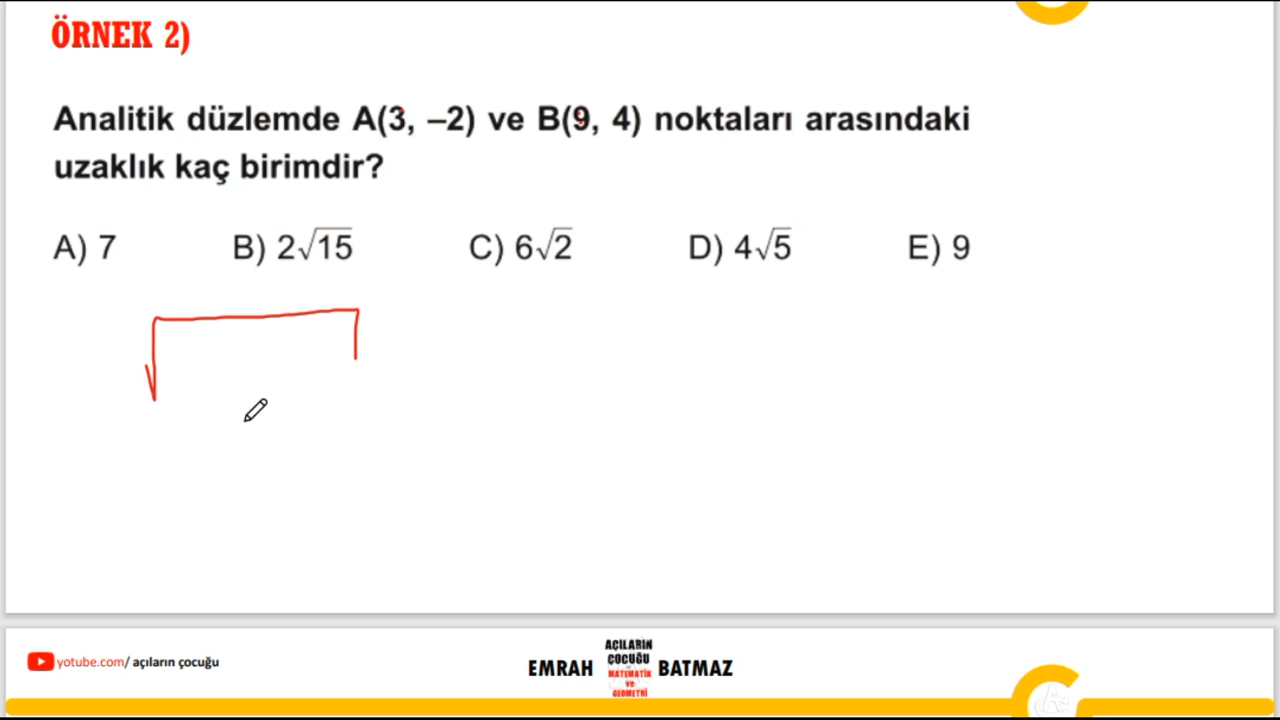 ÖRNEK 2)
Analitik düzlemde A(3, –2) ve B(9, 4) noktaları arasındaki
uzaklık kaç birimdir?
A) 7 B) 2√15 C) 6√2 D) 4√5 E) 9
yotube.com/ açıların çocuğu
EMRAH BATMAZ
AÇILARIN
ÇOCUĞU
MATEMATİK
ve
GEOMETRİ